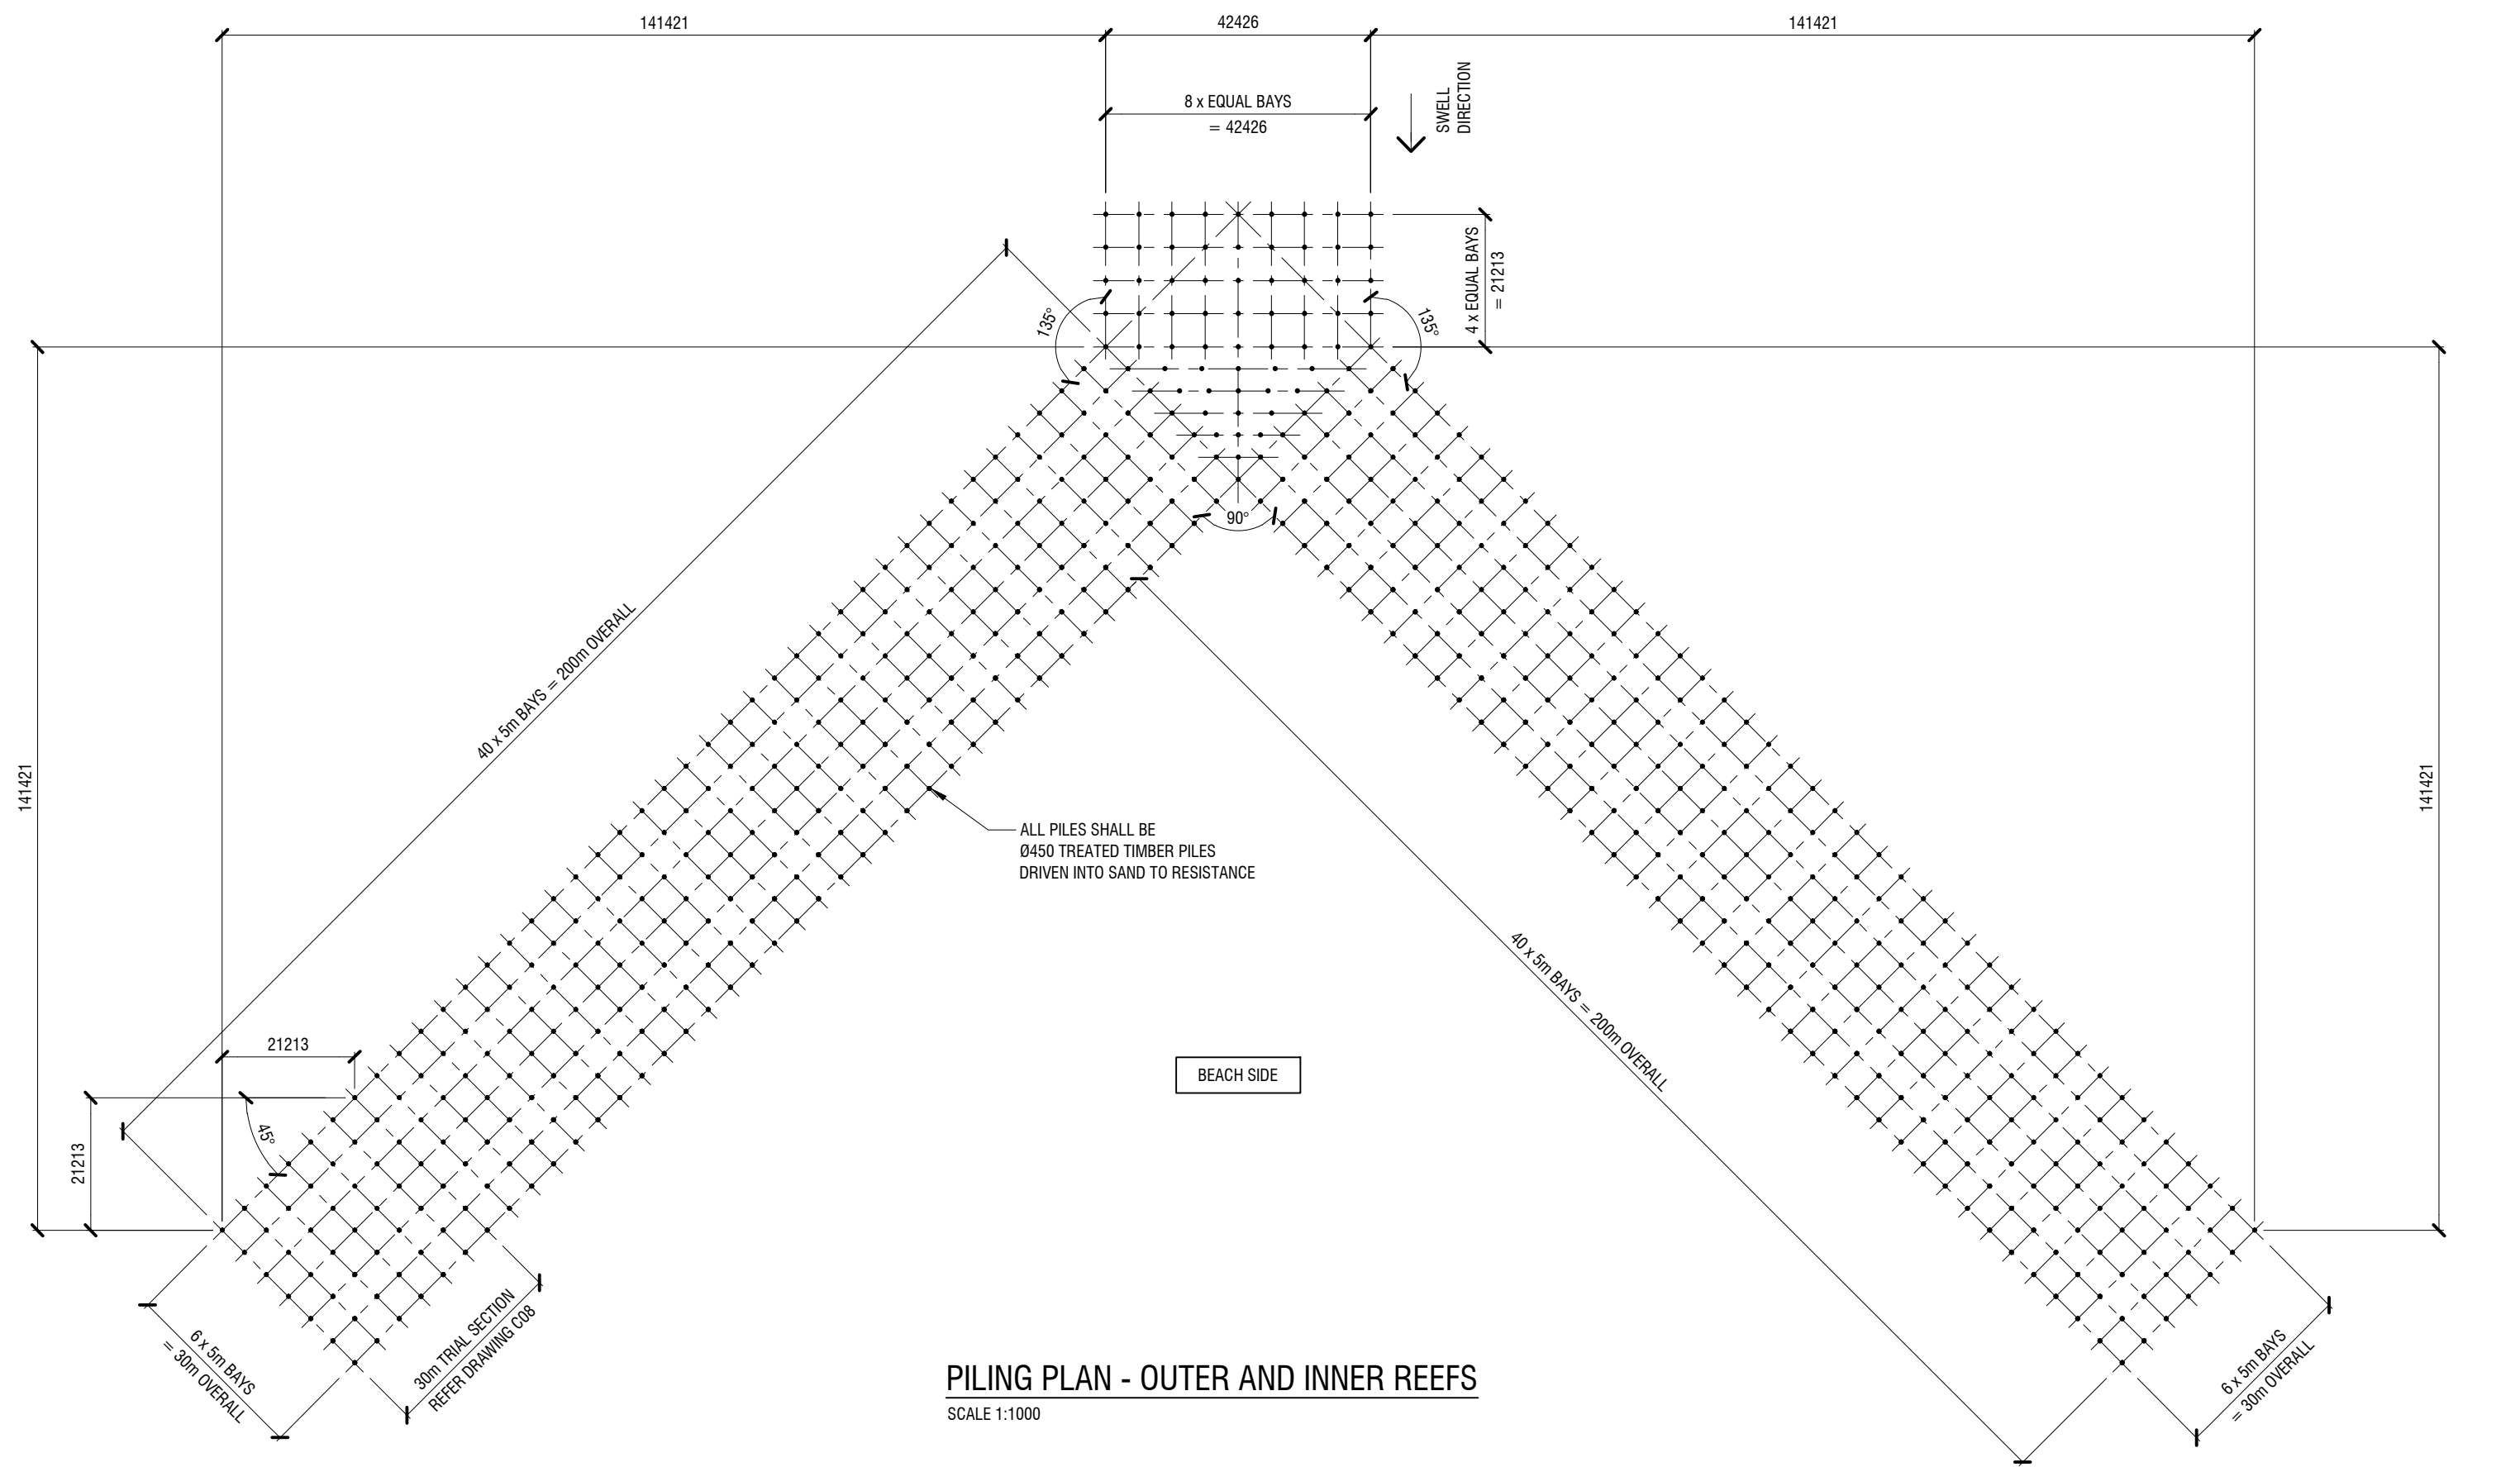 141421
42426
141421
8 x EQUAL BAYS
= 42426
SWELL
DIRECTION
4 x EQUAL BAYS
= 21213
135°
135°
90°
40 x 5m BAYS = 200m OVERALL
141421
141421
ALL PILES SHALL BE
Ø450 TREATED TIMBER PILES
DRIVEN INTO SAND TO RESISTANCE
40 x 5m BAYS = 200m OVERALL
21213
45°
21213
BEACH SIDE
6 x 5m BAYS
= 30m OVERALL
30m TRIAL SECTION
REFER DRAWING C08
6 x 5m BAYS
= 30m OVERALL
PILING PLAN - OUTER AND INNER REEFS
SCALE 1:1000